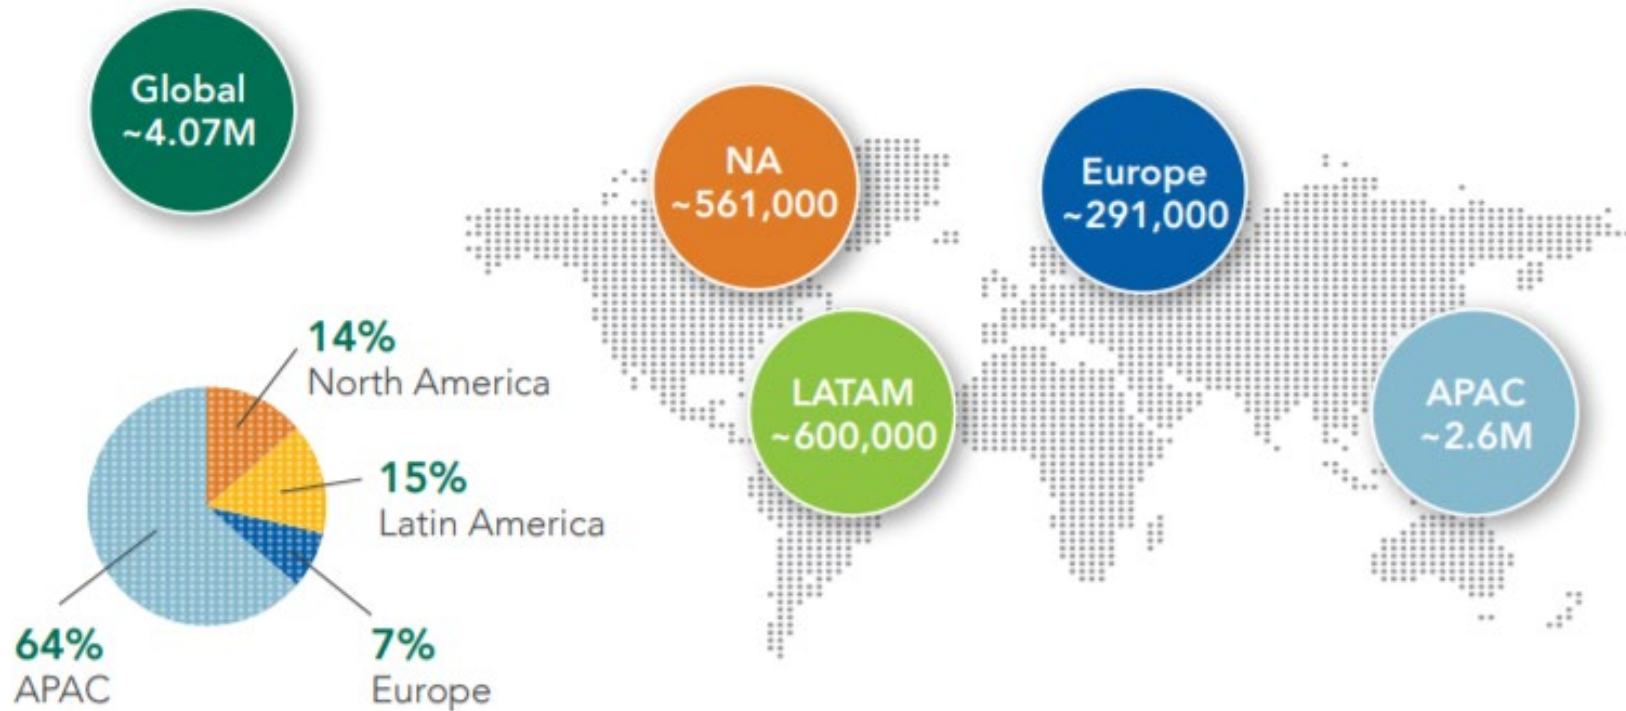 Global
~4.07M
NA
~561,000
Europe
~291,000
LATAM
~600,000
APAC
~2.6M
14%
North America
15%
Latin America
64%
APAC
7%
Europe